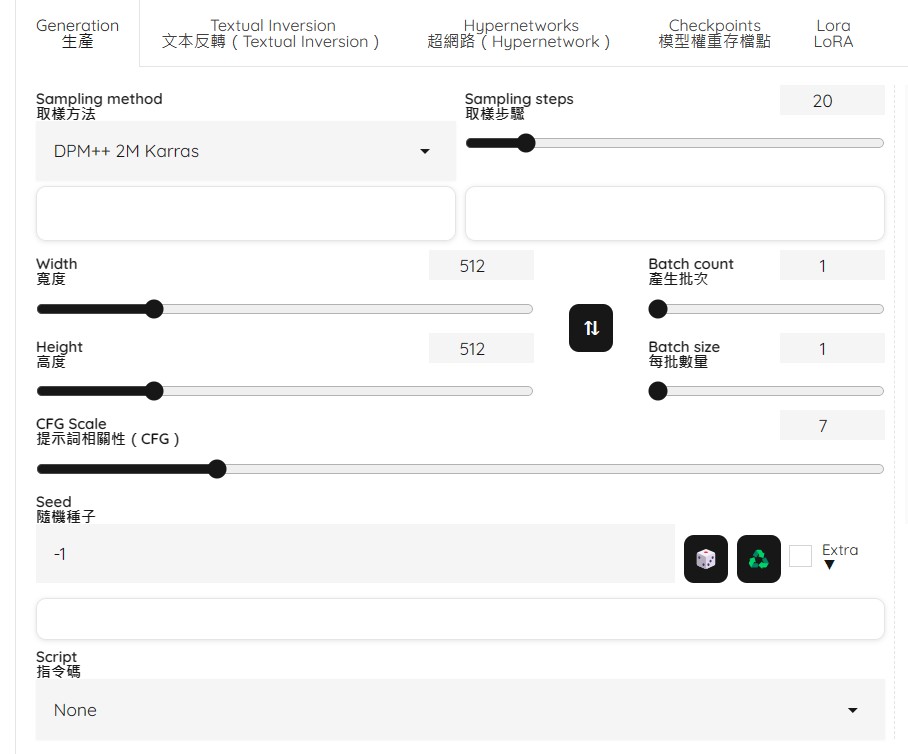 Generation
生產
Textual Inversion
文本反轉 ( Textual Inversion )
Hypernetworks
超網路 ( Hypernetwork )
Checkpoints
模型權重存檔點
Lora
LoRA
Sampling method
取樣方法
DPM++ 2M Karras
Sampling steps
取樣步驟
20
Width
寬度
512
Height
高度
512
Batch count
產生批次
1
Batch size
每批數量
1
CFG Scale
提示詞相關性 ( CFG )
7
Seed
隨機種子
-1
Extra
▼
Script
指令碼
None